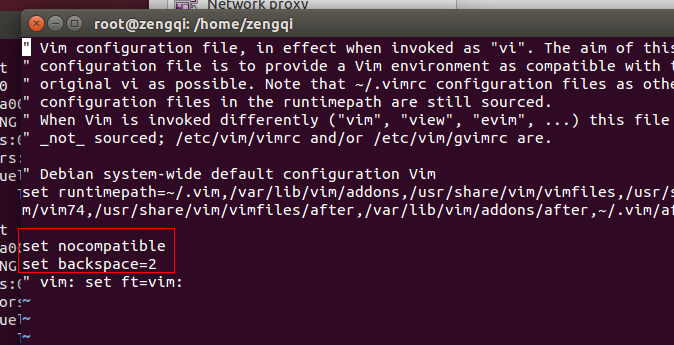 Network proxy
root@zengqi: /home/zengqi
" Vim configuration file, in effect when invoked as "vi". The aim of this
" configuration file is to provide a Vim environment as compatible with
" original vi as possible. Note that ~/.vimrc configuration files as
" configuration files in the runtimepath are still sourced.
" When Vim is invoked differently ("vim", "view", "evim", ...) this file
" _not_ sourced; /etc/vim/vimrc and/or /etc/vim/gvimrc are.
" Debian system-wide default configuration Vim
set runtimepath=~/.vim,/var/lib/vim/addons,/usr/share/vim/vimfiles,/usr/s
m/vim74,/usr/share/vim/vimfiles/after,/var/lib/vim/addons/after,~/.vim/af
set nocompatible
set backspace=2
" vim: set ft=vim:
~
~
~